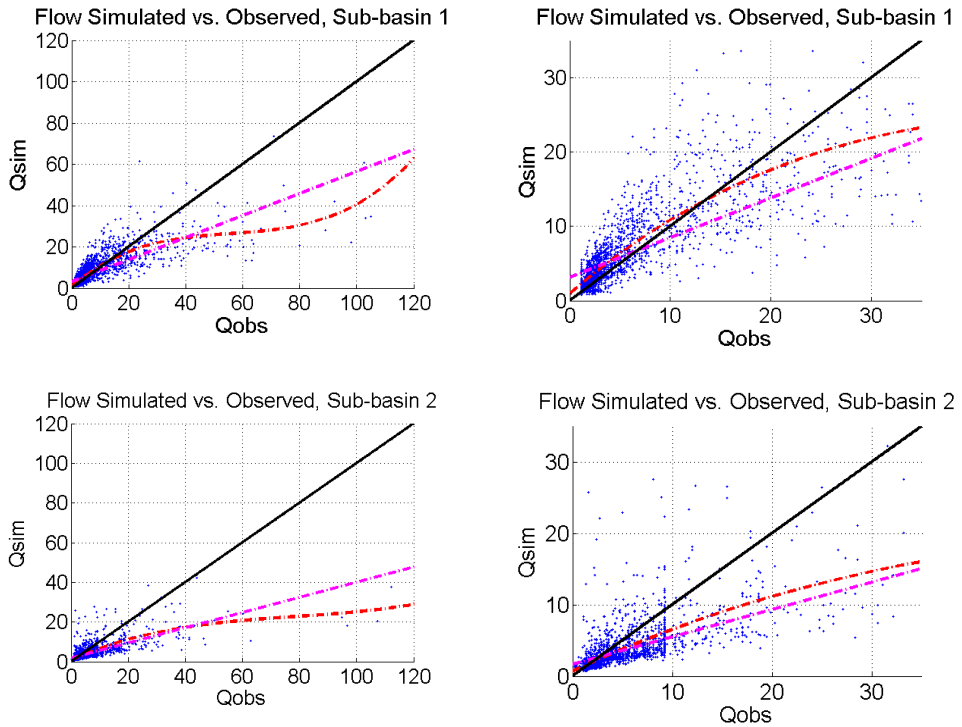 Flow Simulated vs. Observed, Sub-basin 1
120
100
80
60
40
20
0
Qsim
0 20 40 60 80 100 120
Qobs
Flow Simulated vs. Observed, Sub-basin 1
30
20
10
0
Qsim
0 10 20 30
Qobs
Flow Simulated vs. Observed, Sub-basin 2
120
100
80
60
40
20
0
Qsim
0 20 40 60 80 100 120
Qobs
Flow Simulated vs. Observed, Sub-basin 2
30
20
10
0
Qsim
0 10 20 30
Qobs